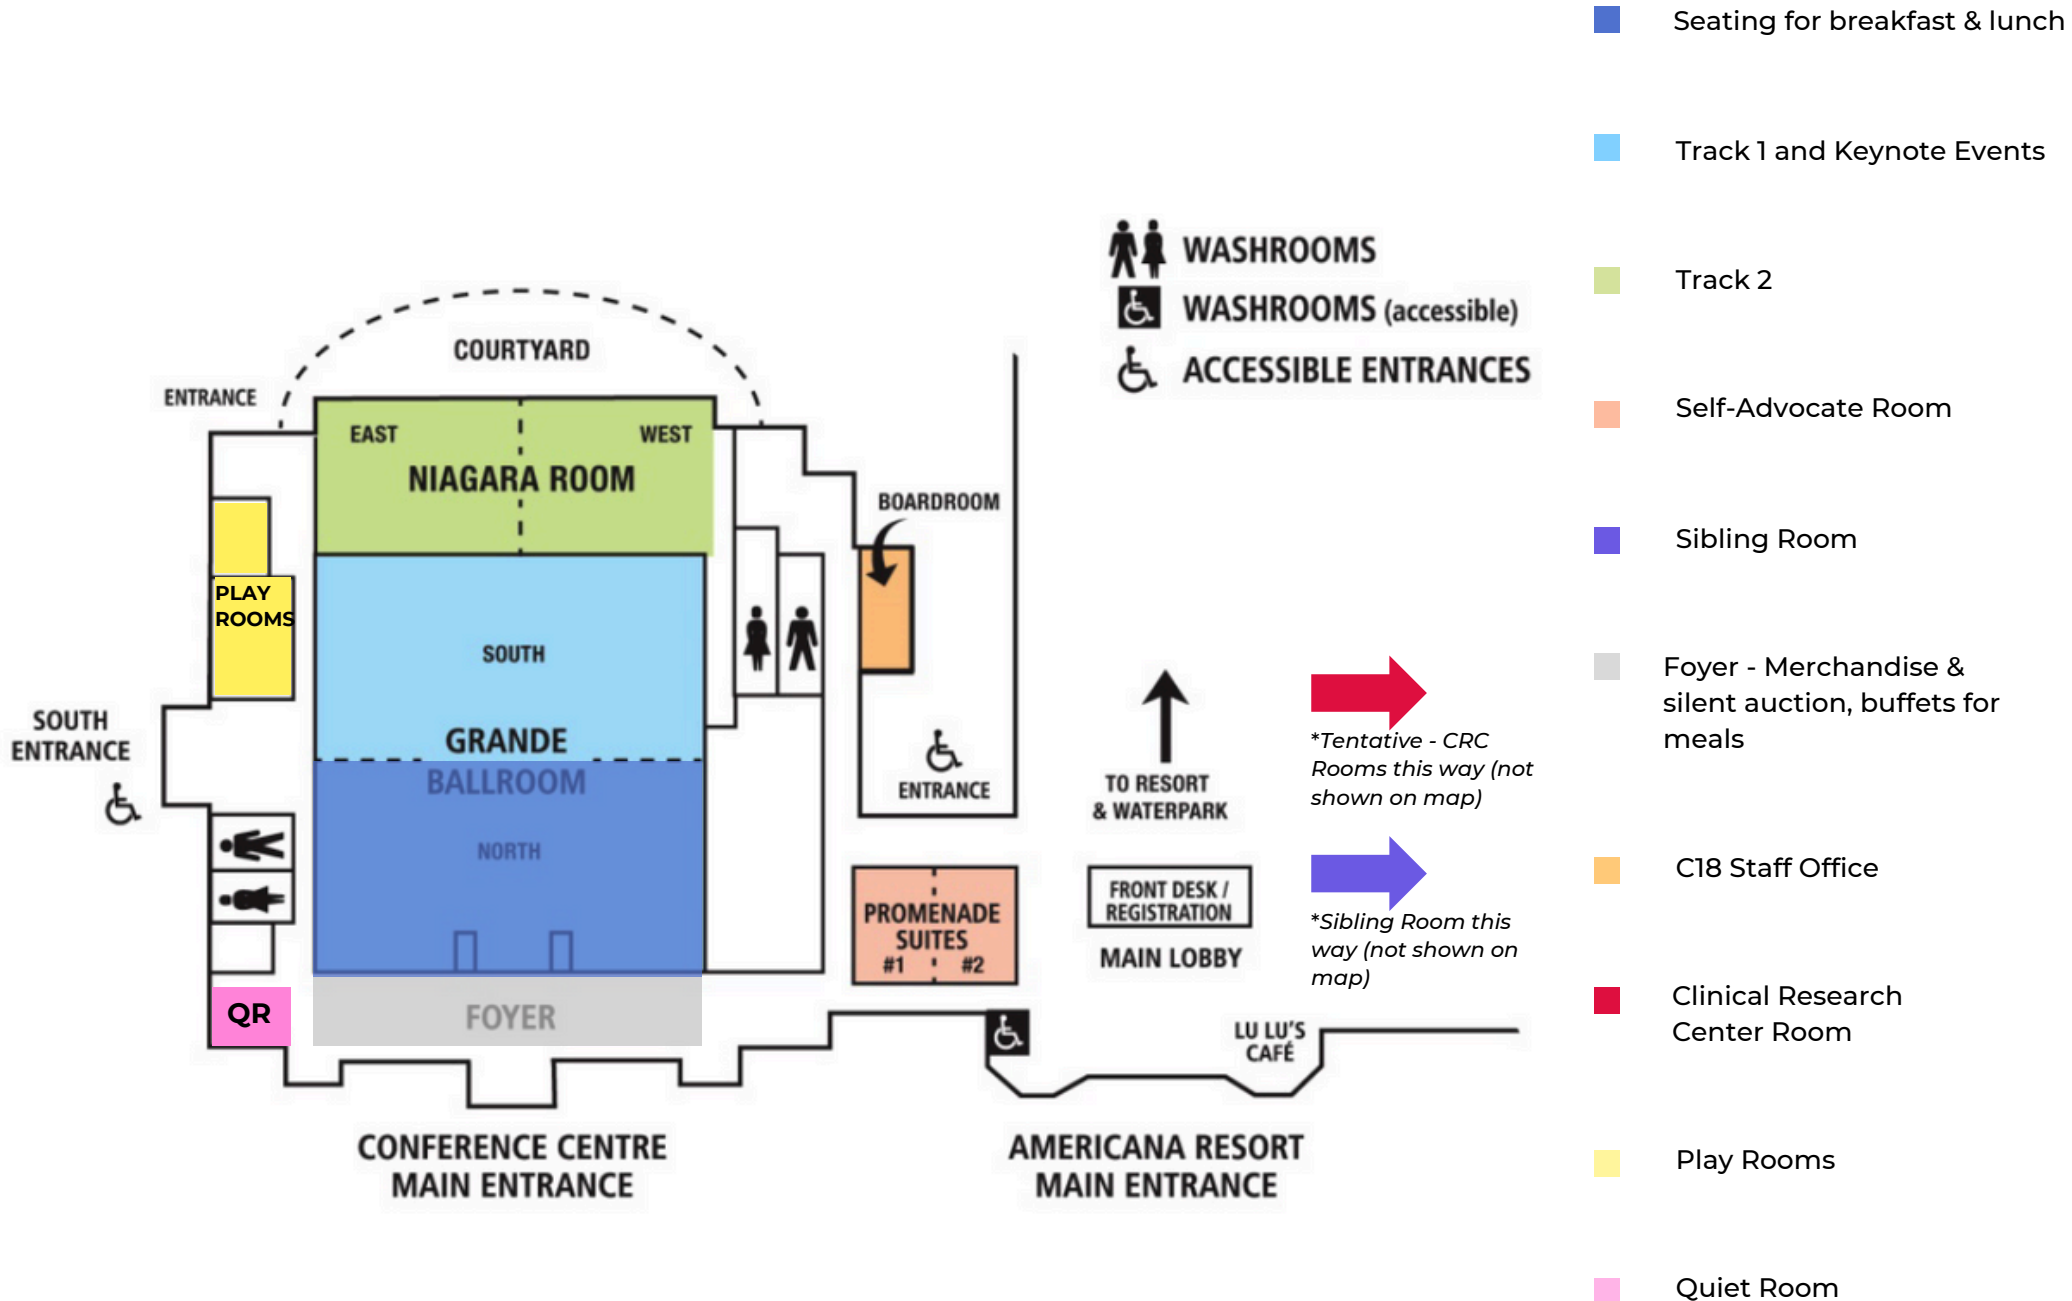 Seating for breakfast & lunch
Track 1 and Keynote Events
Track 2
Self-Advocate Room
Sibling Room
Foyer - Merchandise &
silent auction, buffets for
meals
C18 Staff Office
Clinical Research
Center Room
Play Rooms
Quiet Room
WASHROOMS
WASHROOMS (accessible)
ACCESSIBLE ENTRANCES
COURTYARD
ENTRANCE
EAST
WEST
NIAGARA ROOM
BOARDROOM
PLAY
ROOMS
SOUTH
GRANDE
BALLROOM
NORTH
SOUTH
ENTRANCE
ENTRANCE
TO RESORT
& WATERPARK
*Tentative - CRC
Rooms this way (not
shown on map)
FRONT DESK /
REGISTRATION
MAIN LOBBY
*Sibling Room this
way (not shown on
map)
PROMENADE
SUITES
#1 #2
QR
FOYER
LU LU'S
CAFÉ
CONFERENCE CENTRE
MAIN ENTRANCE
AMERICANA RESORT
MAIN ENTRANCE